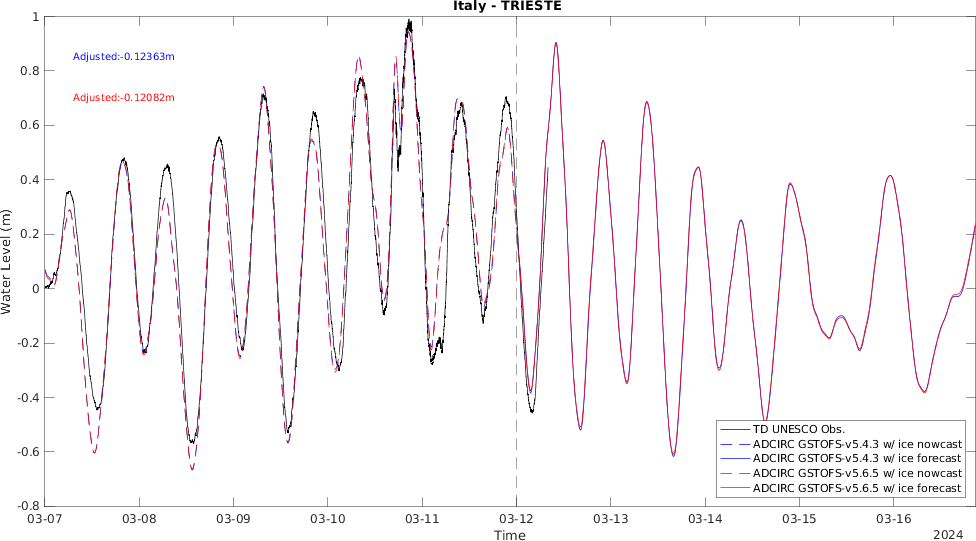 Italy - TRIESTE
Adjusted:-0.12363m
Adjusted:-0.12082m
Water Level (m)
1
0.8
0.6
0.4
0.2
0
-0.2
-0.4
-0.6
-0.8
TD UNESCO Obs.
ADCIRC GSTOFS-v5.4.3 w/ ice nowcast
ADCIRC GSTOFS-v5.4.3 w/ ice forecast
ADCIRC GSTOFS-v5.6.5 w/ ice nowcast
ADCIRC GSTOFS-v5.6.5 w/ ice forecast
03-07 03-08 03-09 03-10 03-11 03-12 03-13 03-14 03-15 03-16
Time
2024